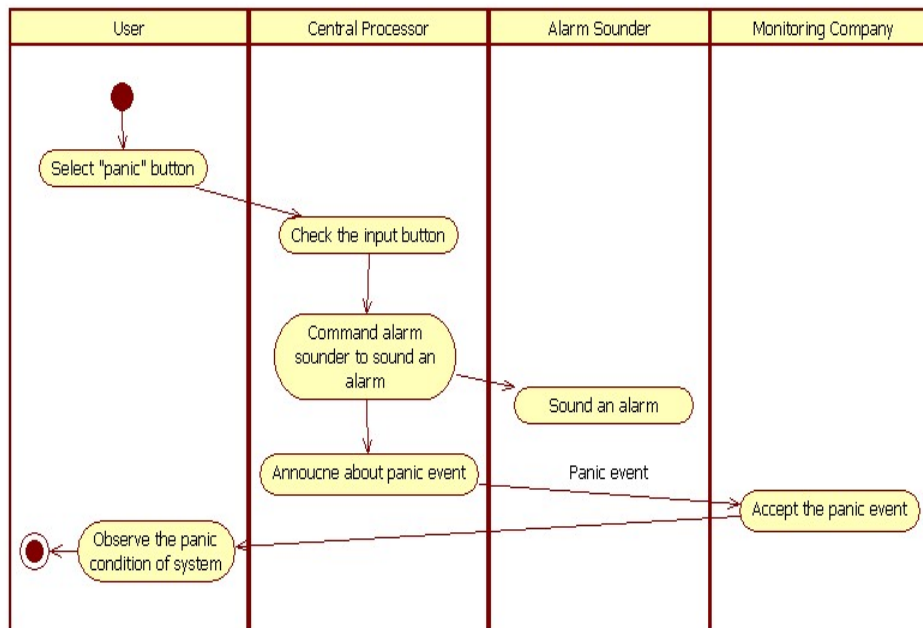 User
Central Processor
Alarm Sounder
Monitoring Company
Select "panic" button
Check the input button
Command alarm
sounder to sound an
alarm
Sound an alarm
Annoucne about panic event
Panic event
Accept the panic event
Observe the panic
condition of system